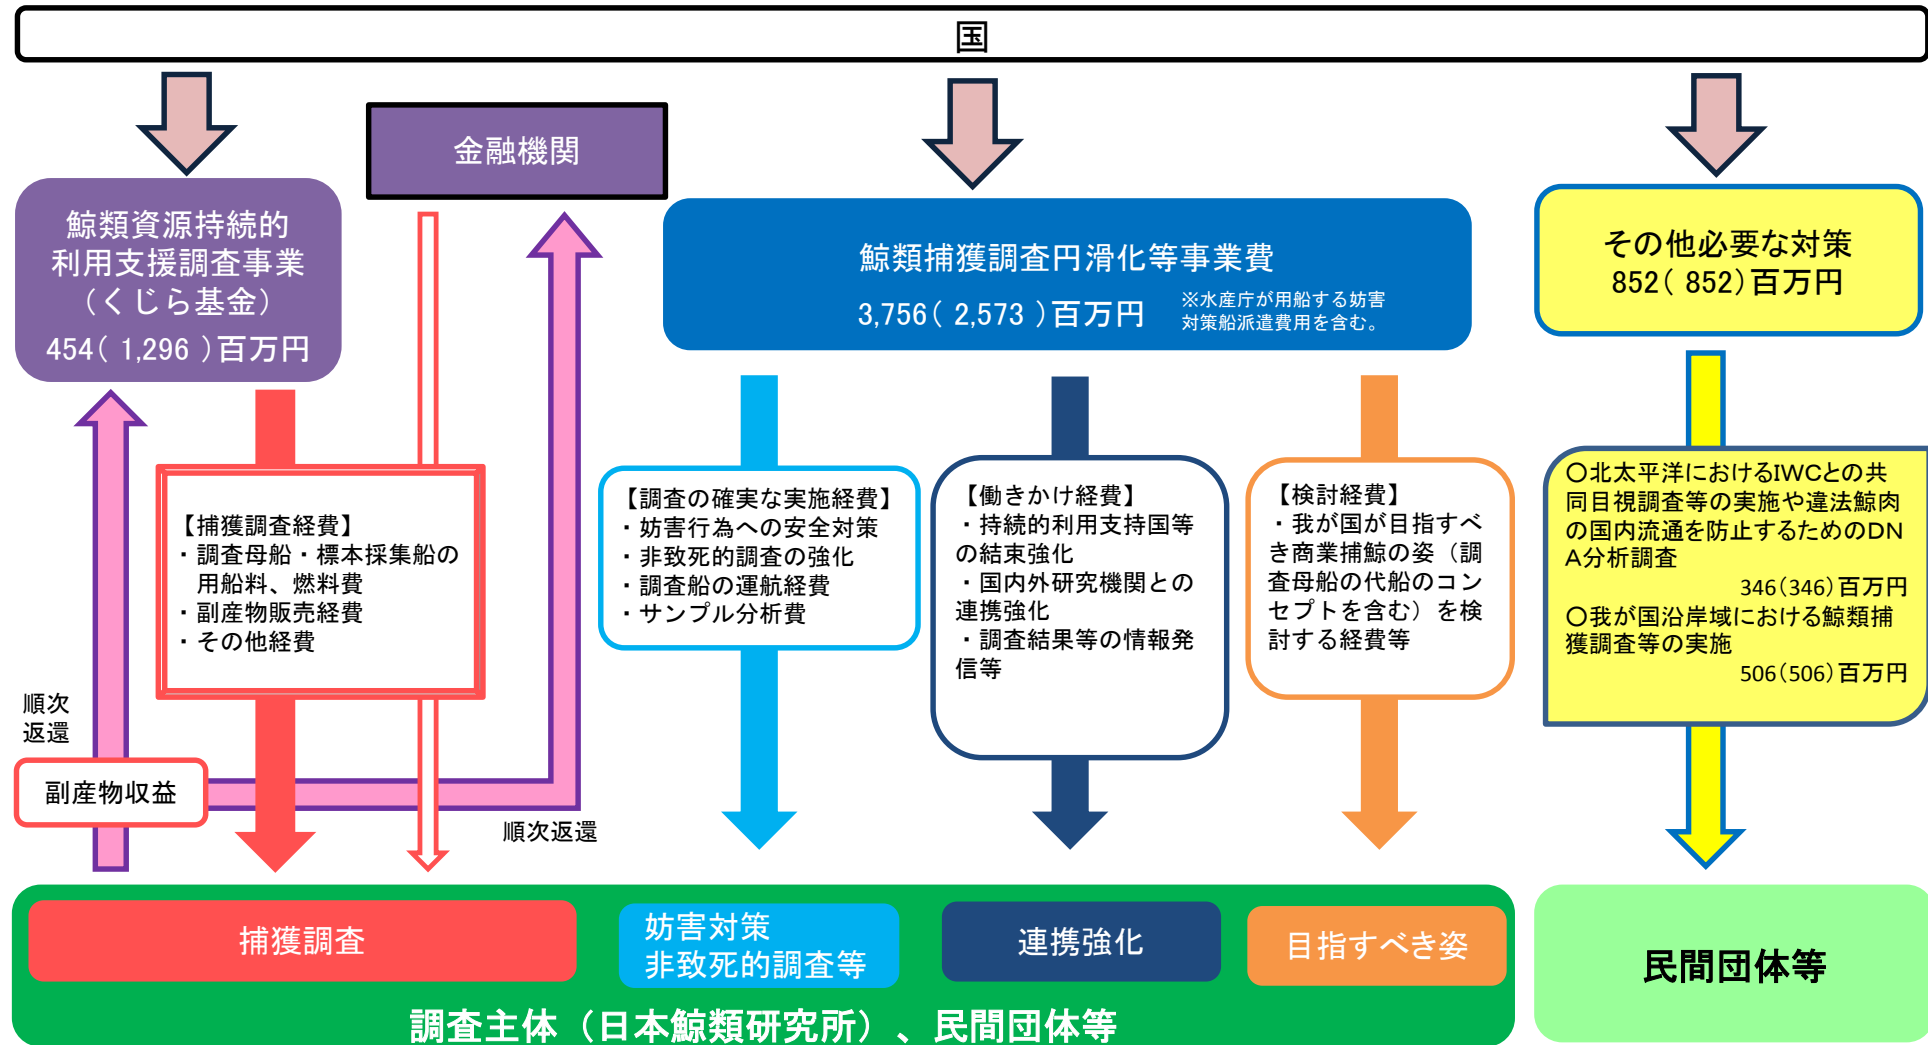 国
金融機関
鯨類資源持続的
利用支援調査事業
（くじら基金）
454（ 1,296 ）百万円
鯨類捕獲調査円滑化等事業費
3,756（ 2,573 ）百万円
※水産庁が用船する妨害
対策船派遣費用を含む。
その他必要な対策
852（ 852）百万円
【捕獲調査経費】
・調査母船・標本採集船の
用船料、燃料費
・副産物販売経費
・その他経費
【調査の確実な実施経費】
・妨害行為への安全対策
・非致死的調査の強化
・調査船の運航経費
・サンプル分析費
【働きかけ経費】
・持続的利用支持国等
の結束強化
・国内外研究機関との
連携強化
・調査結果等の情報発
信等
【検討経費】
・我が国が目指すべ
き商業捕鯨の姿（調
査母船の代船のコン
セプトを含む）を検
討する経費等
○北太平洋におけるIWCとの共
同目視調査等の実施や違法鯨肉
の国内流通を防止するためのDN
A分析調査
346（346）百万円
○我が国沿岸域における鯨類捕
獲調査等の実施
506（506）百万円
順次
返還
副産物収益
順次返還
捕獲調査
妨害対策
非致死的調査等
連携強化
目指すべき姿
調査主体（日本鯨類研究所）、民間団体等
民間団体等